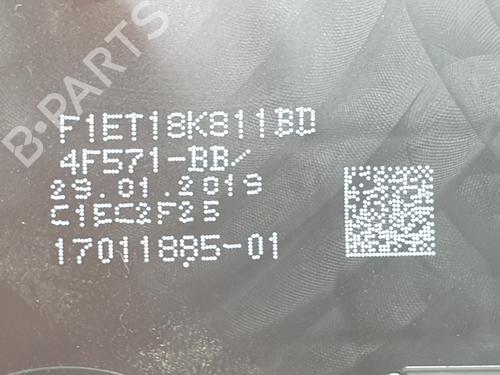 B-PARTS
F1ET18K811BD
4F571-BB/
29.01.2019
C1EC2F25
17011885-01